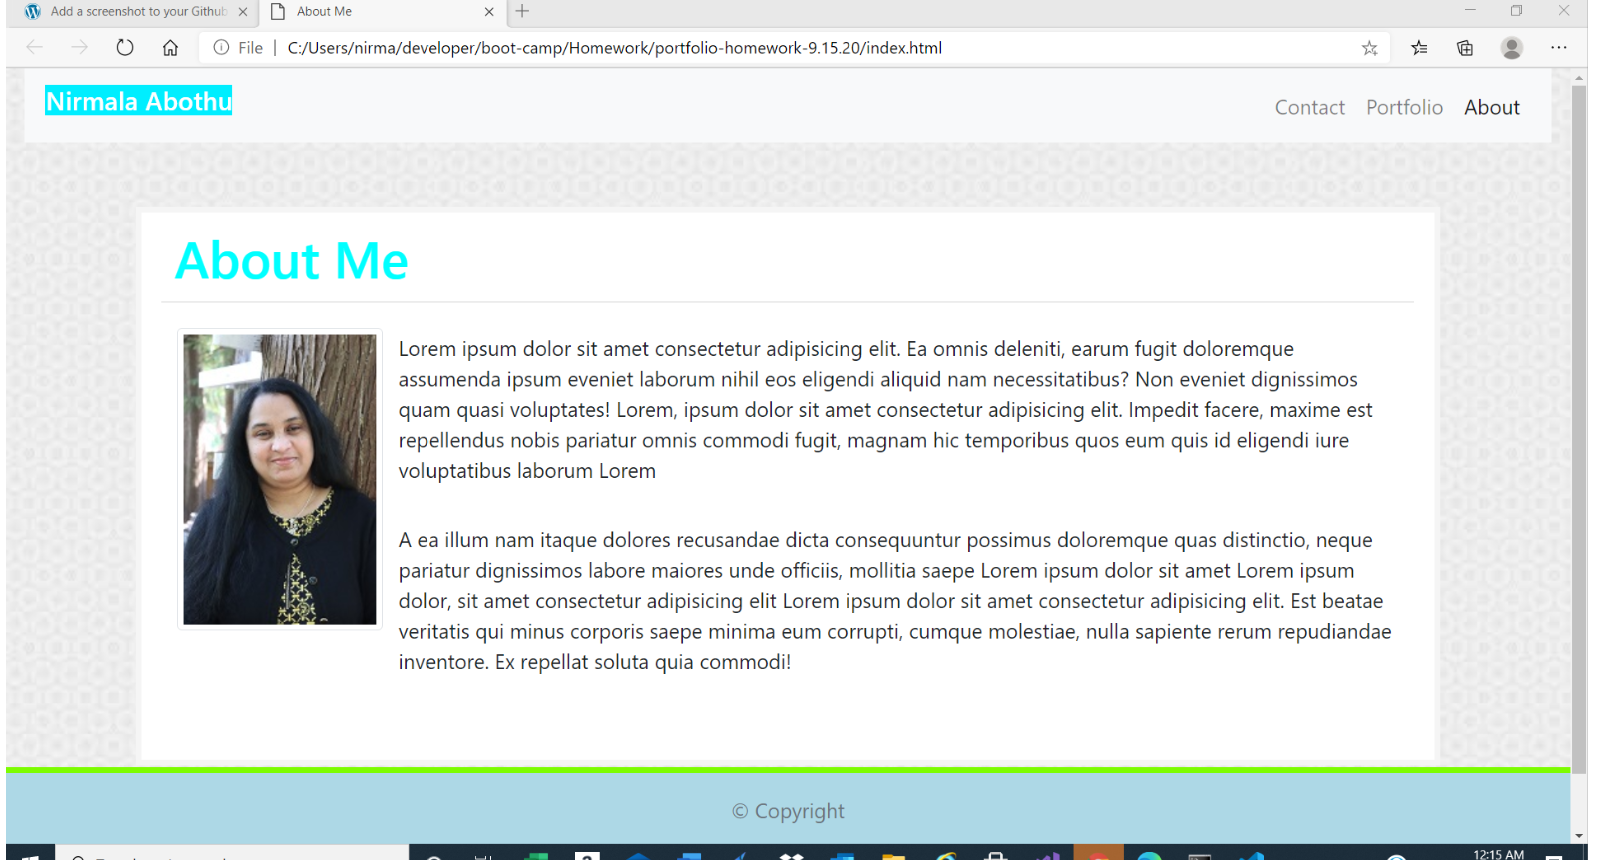 Add a screenshot to your Github
About Me
File
C:/Users/nirma/developer/boot-camp/Homework/portfolio-homework-9.15.20/index.html
Nirmala Abothu
Contact Portfolio About
About Me
Lorem ipsum dolor sit amet consectetur adipisicing elit. Ea omnis deleniti, earum fugit doloremque
assumenda ipsum eveniet laborum nihil eos eligendi aliquid nam necessitatibus? Non eveniet dignissimos
quam quasi voluptates! Lorem, ipsum dolor sit amet consectetur adipisicing elit. Impedit facere, maxime est
repellendus nobis pariatur omnis commodi fugit, magnam hic temporibus quos eum quis id eligendi iure
voluptatibus laborum Lorem
A ea illum nam itaque dolores recusandae dicta consequuntur possimus doloremque quas distinctio, neque
pariatur dignissimos labore maiores unde officiis, mollitia saepe Lorem ipsum dolor sit amet Lorem ipsum
dolor, sit amet consectetur adipisicing elit Lorem ipsum dolor sit amet consectetur adipisicing elit. Est beatae
veritatis qui minus corporis saepe minima eum corrupti, cumque molestiae, nulla sapiente rerum repudiandae
inventore. Ex repellat soluta quia commodi!
© Copyright
12:15 AM